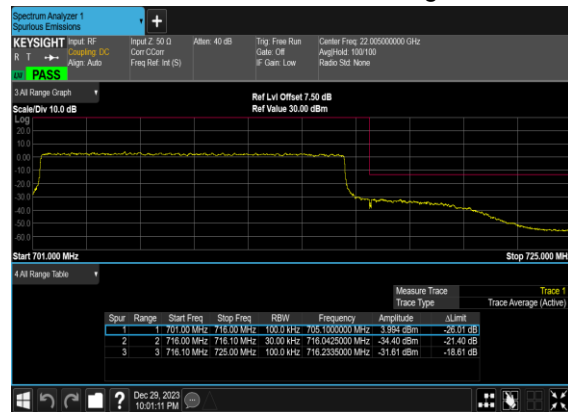 Spectrum Analyzer 1
Spurious Emissions
KEYSIGHT
R T
LW PASS
Input: RF
Coupling: DC
Align: Auto
Input Z: 50 Ω
Corr CCorr
Freq Ref: Int (S)
Atten: 40 dB
Trig: Free Run
Gate: Off
IF Gain: Low
Center Freq: 22.005000000 GHz
Avg|Hold: 100/100
Radio Std: None
3 All Range Graph
Scale/Div 10.0 dB
Ref Lvl Offset 7.50 dB
Ref Value 30.00 dBm
Log
20.0
10.0
0.00
-10.0
-20.0
-30.0
-40.0
-50.0
-60.0
Start 701.000 MHz Stop 725.000 MH
4 All Range Table
Measure Trace Trace 1
Trace Type Trace Average (Active)
Spur Range Start Freq Stop Freq RBW Frequency Amplitude ΔLimit
1 1 701.00 MHz 716.00 MHz 100.0 kHz 705.1000000 MHz 3.994 dBm -26.01 dB
2 2 716.00 MHz 716.10 MHz 30.00 kHz 716.0425000 MHz -34.40 dBm -21.40 dB
3 3 716.10 MHz 725.00 MHz 100.0 kHz 716.2335000 MHz -31.61 dBm -18.61 dB
Dec 29, 2023
10:01:11 PM